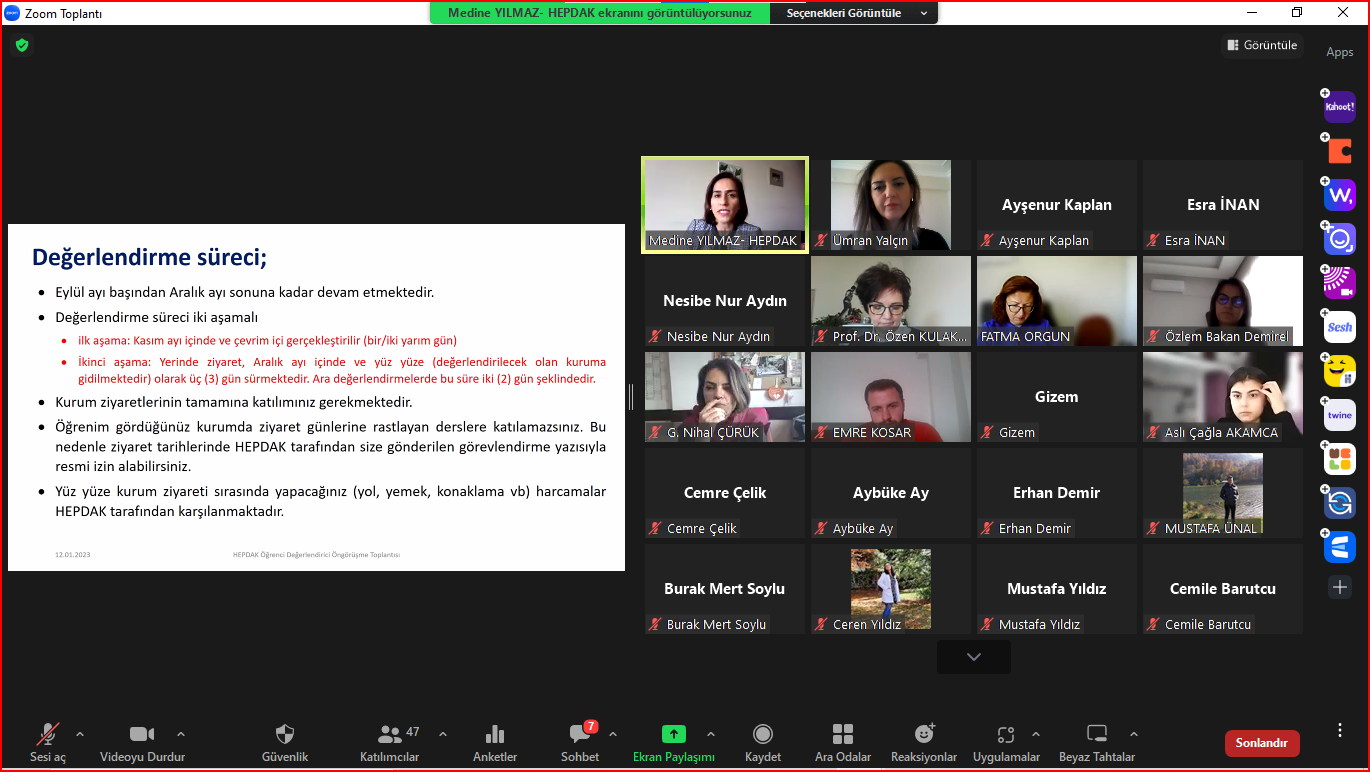 Zoom Toplantı
Medine YILMAZ- HEPDAK ekranını görüntülüyorsunuz
Seçenekleri Görüntüle
Görüntüle
Apps
Kahoot!
W,
Sesh
H
twine
Değerlendirme süreci;
Eylül ayı başından Aralık ayı sonuna kadar devam etmektedir.
Değerlendirme süreci iki aşamalı
ilk aşama: Kasım ayı içinde ve çevrim içi gerçekleştirilir (bir/iki yarım gün)
İkinci aşama: Yerinde ziyaret, Aralık ayı içinde ve yüz yüze (değerlendirilecek olan kuruma
gidilmektedir) olarak üç (3) gün sürmektedir. Ara değerlendirmelerde bu süre iki (2) gün şeklindedir.
Kurum ziyaretlerinin tamamına katılımınız gerekmektedir.
Öğrenim gördüğünüz kurumda ziyaret günlerine rastlayan derslere katılamazsınız. Bu
nedenle ziyaret tarihlerinde HEPDAK tarafından size gönderilen görevlendirme yazısıyla
resmi izin alabilirsiniz.
Yüz yüze kurum ziyareti sırasında yapacağınız (yol, yemek, konaklama vb) harcamalar
HEPDAK tarafından karşılanmaktadır.
12.01.2023
HEPDAK Öğrenci Değerlendirici Öngörüşme Toplantısı
Medine YILMAZ- HEPDAK
Ümran Yalçın
Ayşenur Kaplan
Ayşenur Kaplan
Esra İNAN
Esra İNAN
Nesibe Nur Aydın
Nesibe Nur Aydın
Prof. Dr. Özen KULAK...
FATMA ORGUN
Özlem Bakan Demirel
G. Nihal ÇÜRÜK
EMRE KOSAR
Gizem
Gizem
Aslı Çağla AKAMCA
Cemre Çelik
Cemre Çelik
Aybüke Ay
Aybüke Ay
Erhan Demir
Erhan Demir
MUSTAFA ÜNAL
Burak Mert Soylu
Burak Mert Soylu
Ceren Yıldız
Mustafa Yıldız
Mustafa Yıldız
Cemile Barutcu
Cemile Barutcu
Sesi aç
Videoyu Durdur
Güvenlik
47
Katılımcılar
Anketler
7
Sohbet
Ekran Paylaşımı
Kaydet
Ara Odalar
Reaksiyonlar
Uygulamalar
Beyaz Tahtalar
Sonlandır